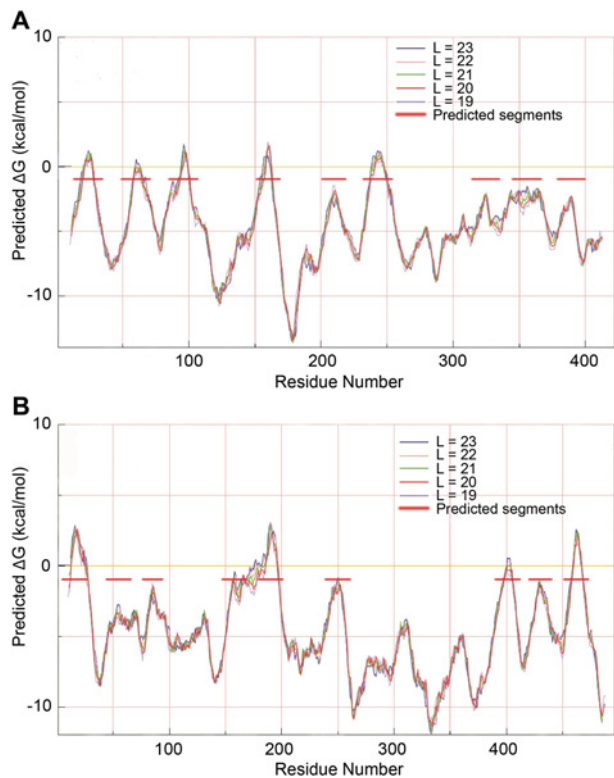 A
10
0
-10
Predicted ΔG (kcal/mol)
L = 23
L = 22
L = 21
L = 20
L = 19
Predicted segments
100
200
300
400
Residue Number
B
10
0
-10
Predicted ΔG (kcal/mol)
L = 23
L = 22
L = 21
L = 20
L = 19
Predicted segments
100
200
300
400
Residue Number